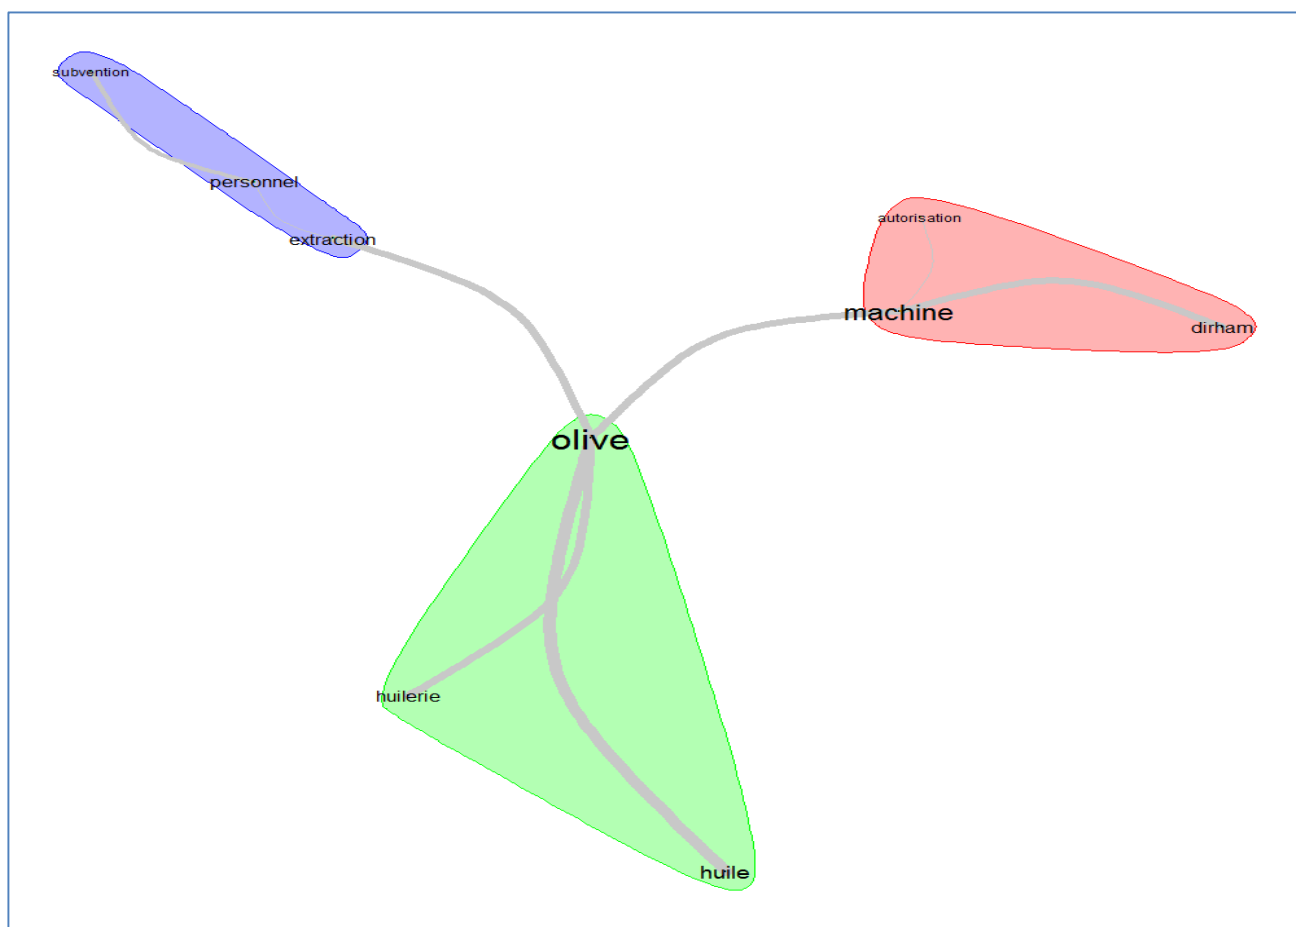 subvention
personnel
extraction
autorisation
machine
dirham
olive
huilerie
huile